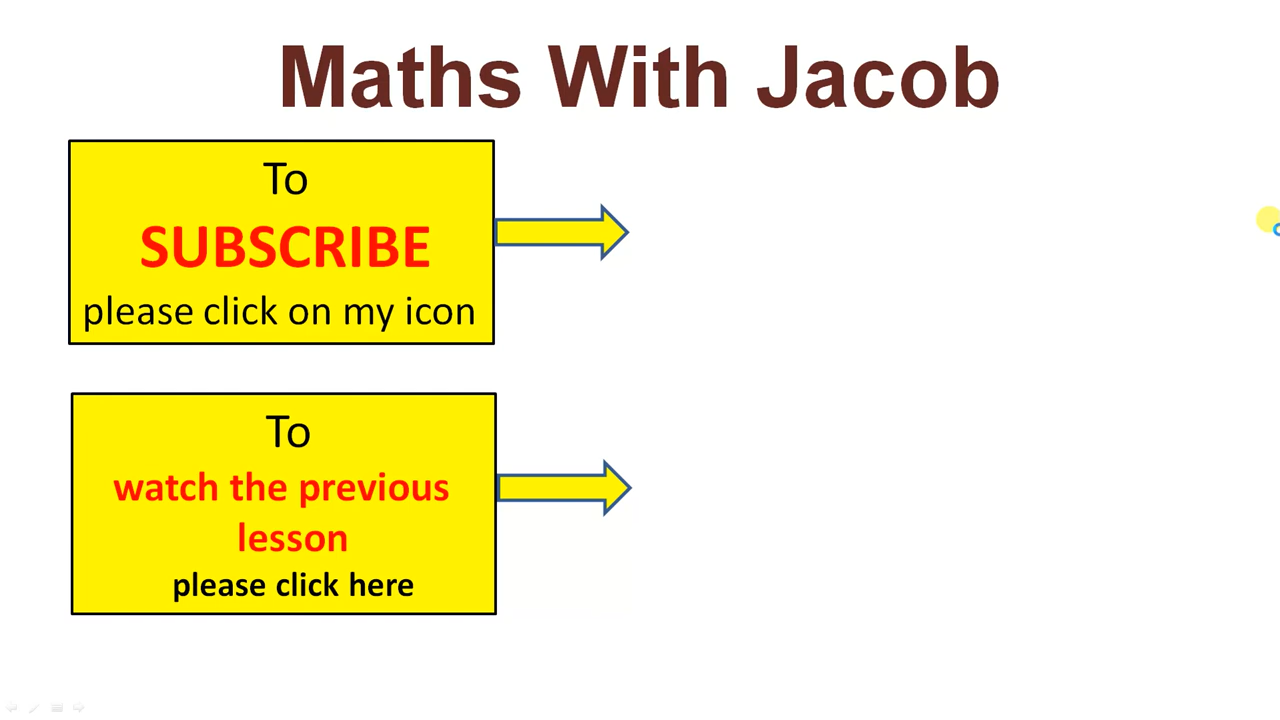 Maths With Jacob
To
SUBSCRIBE
please click on my icon
To
watch the previous
lesson
please click here